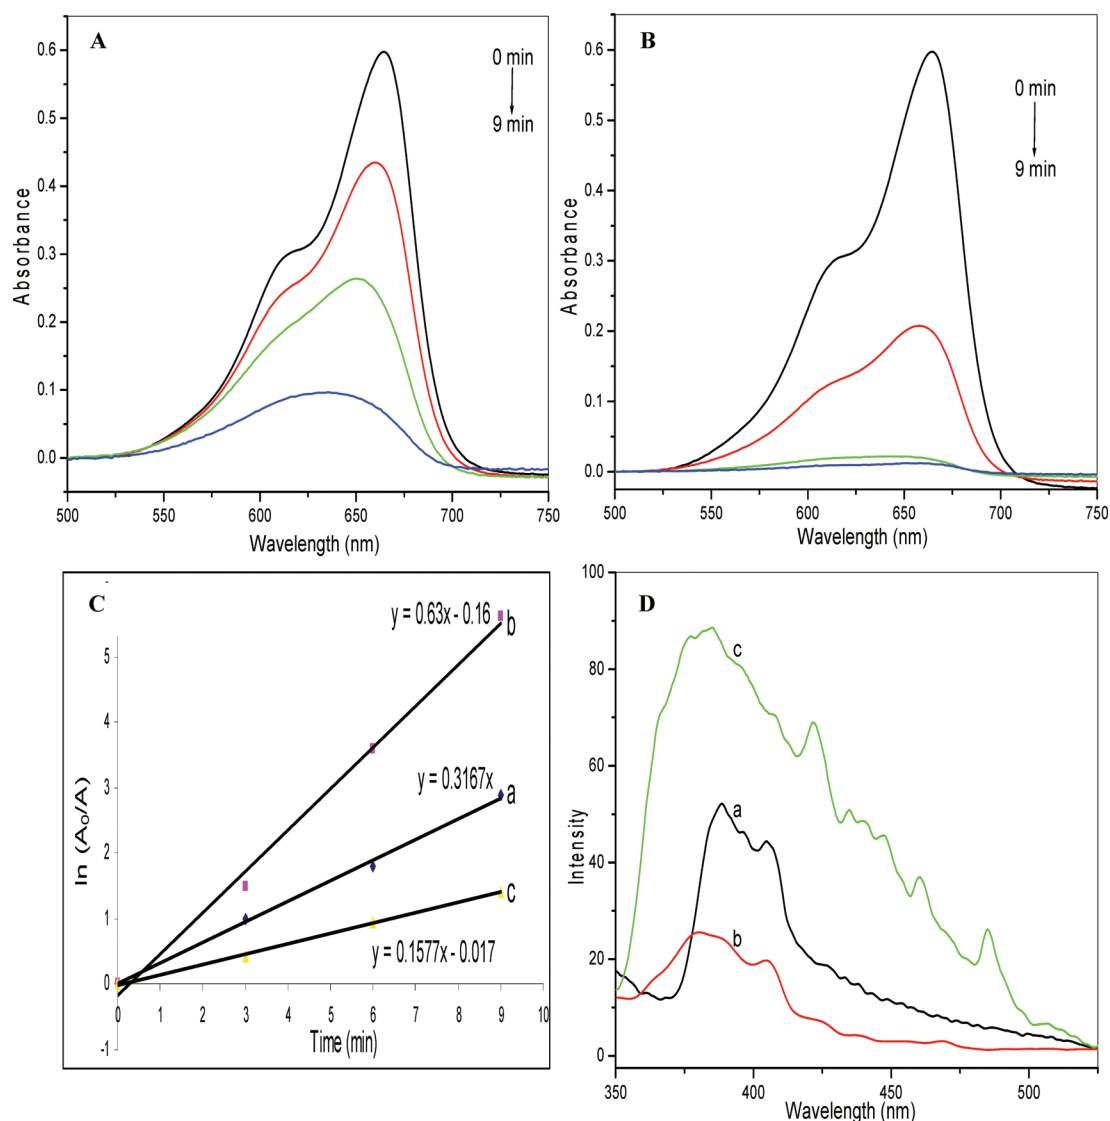 A
0 min
9 min
0.6
0.5
0.4
0.3
0.2
0.1
0.0
Absorbance
500 550 600 650 700 750
Wavelength (nm)
B
0 min
9 min
0.6
0.5
0.4
0.3
0.2
0.1
0.0
Absorbance
500 550 600 650 700 750
Wavelength (nm)
C
y = 0.63x - 0.16
b
y = 0.3167x
a
c
y = 0.1577x - 0.017
5
4
3
2
1
0
-1
ln (A₀/A)
0 1 2 3 4 5 6 7 8 9 10
Time (min)
D
c
a
b
100
80
60
40
20
0
Intensity
350 400 450 500
Wavelength (nm)